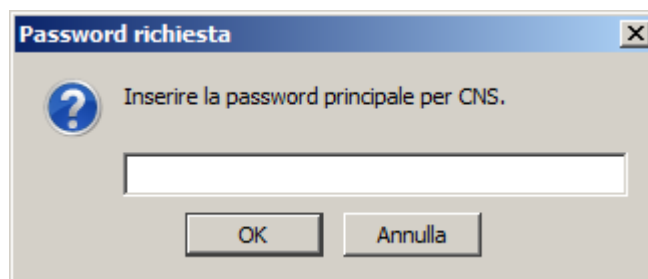 Password richiesta
Inserire la password principale per CNS.
OK
Annulla